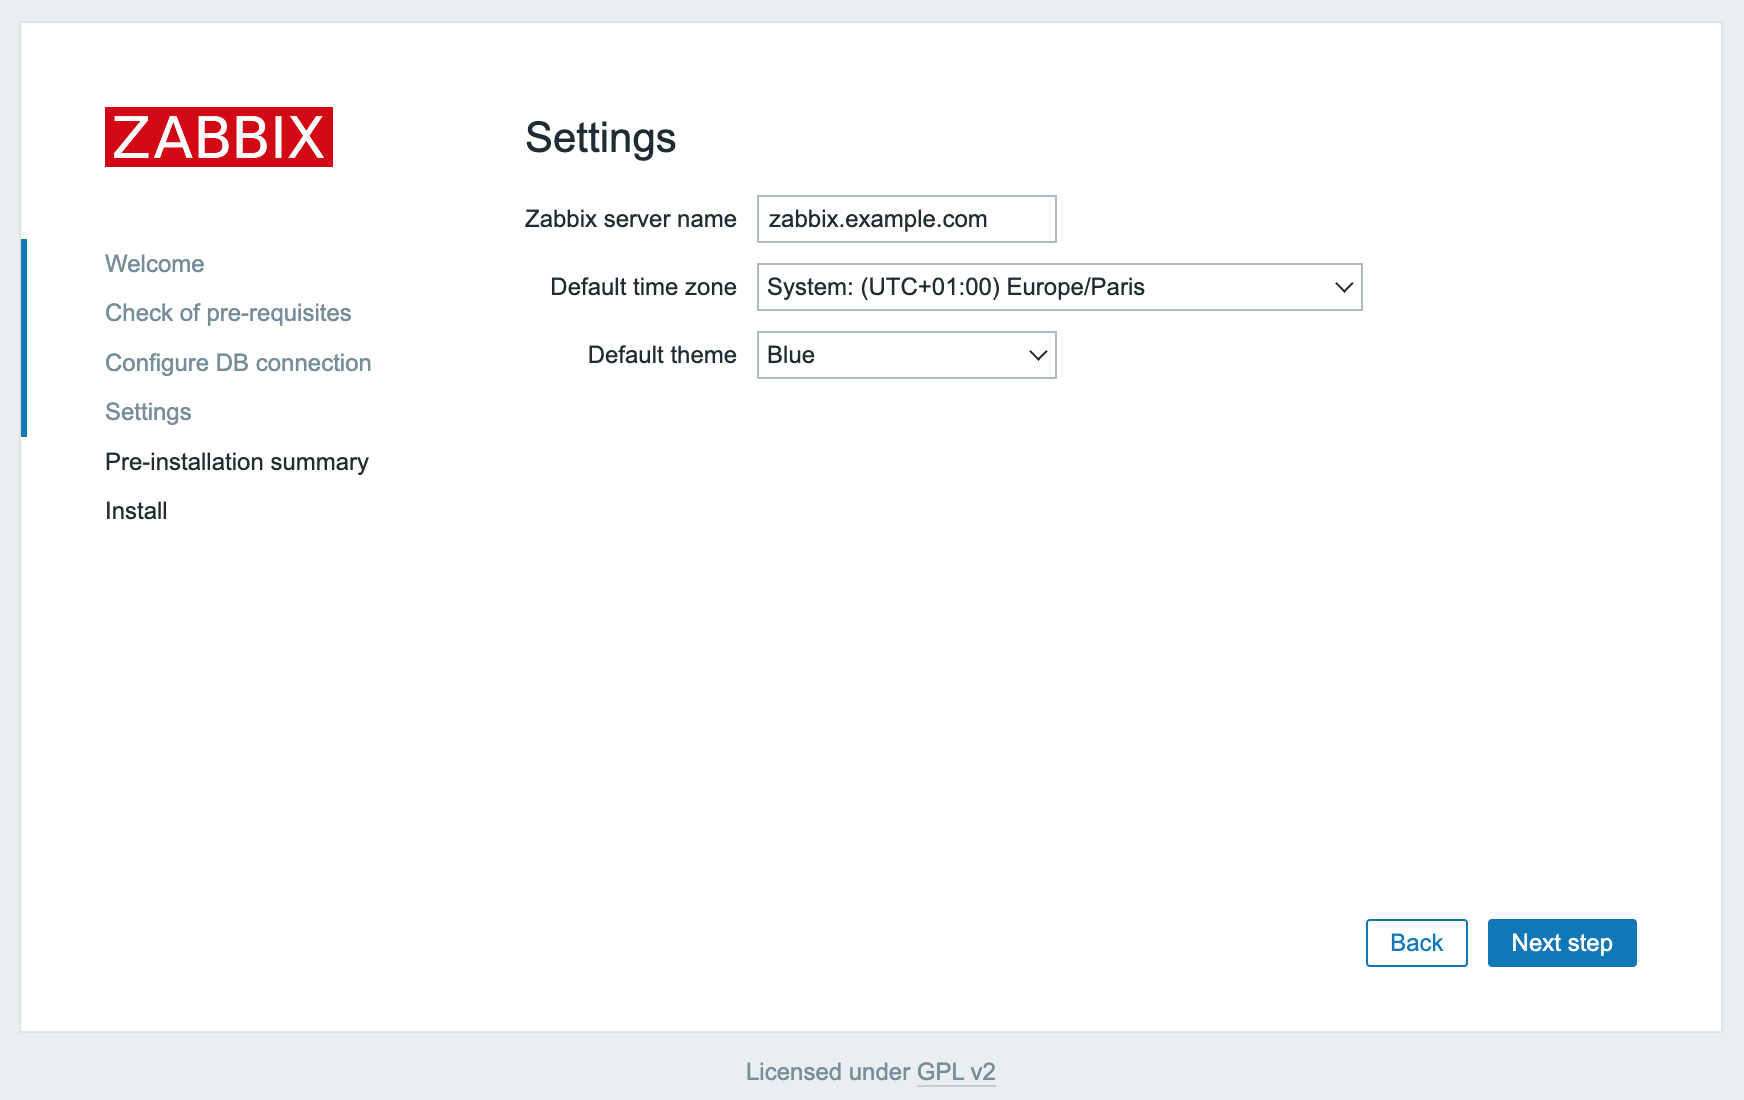 ZABBIX
Welcome
Check of pre-requisites
Configure DB connection
Settings
Pre-installation summary
Install
Settings
Zabbix server name zabbix.example.com
Default time zone System: (UTC+01:00) Europe/Paris
Default theme Blue
Back Next step
Licensed under GPL v2